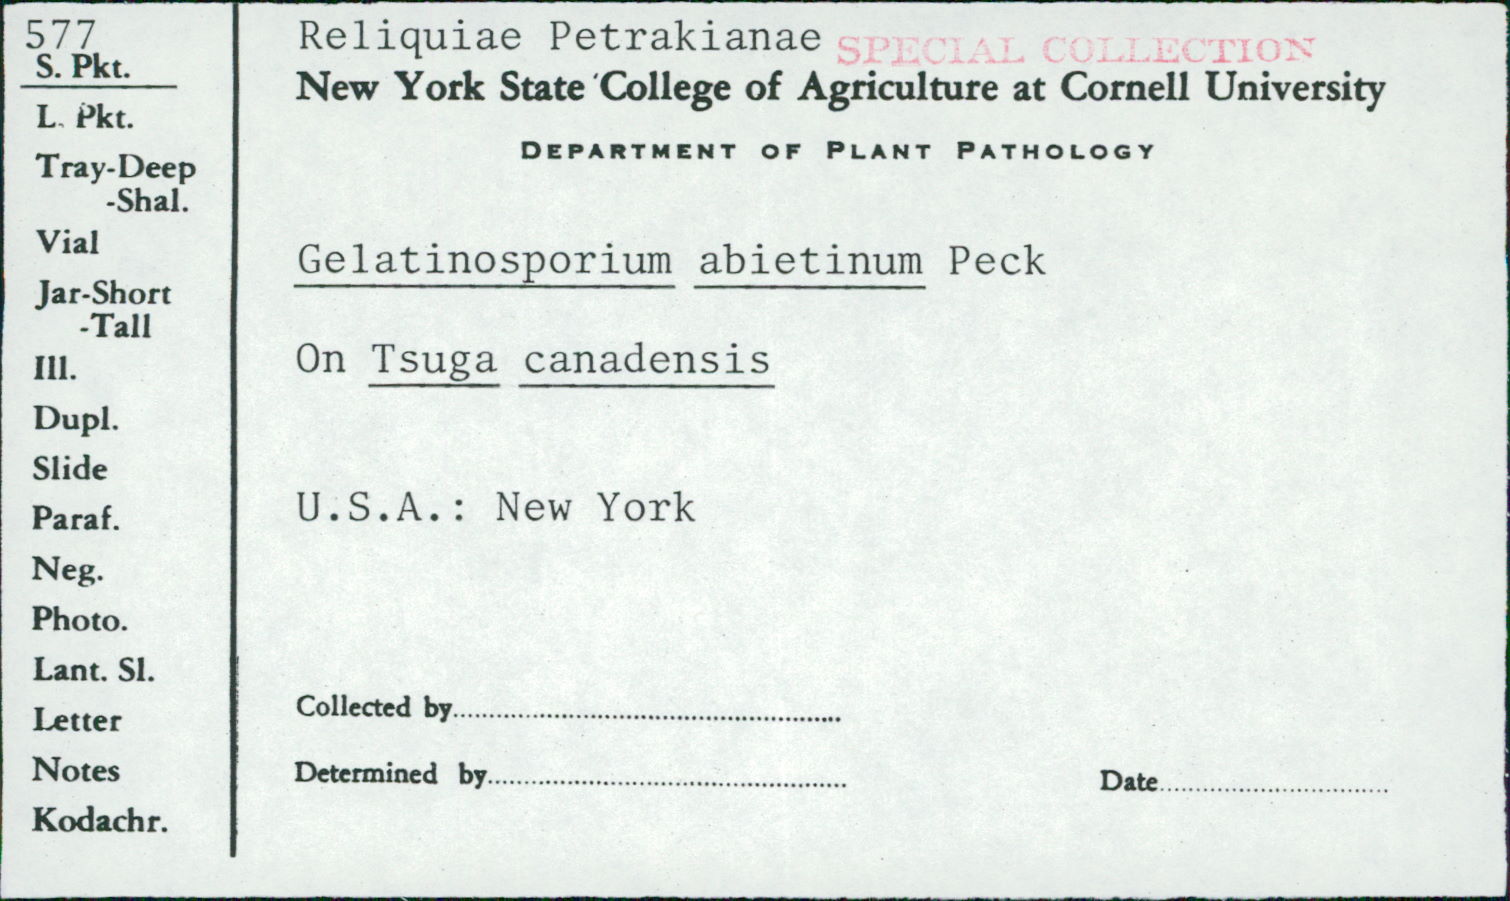 577
S. Pkt.
L. Pkt.
Tray-Deep
-Shal.
Vial
Jar-Short
-Tall
Ill.
Dupl.
Slide
Paraf.
Neg.
Photo.
Lant. Sl.
Letter
Notes
Kodachr.
Reliquiae Petrakianae SPECIAL COLLECTION
New York State College of Agriculture at Cornell University
DEPARTMENT OF PLANT PATHOLOGY
Gelatinosporium abietinum Peck
On Tsuga canadensis
U.S.A.: New York
Collected by
Determined by
Date